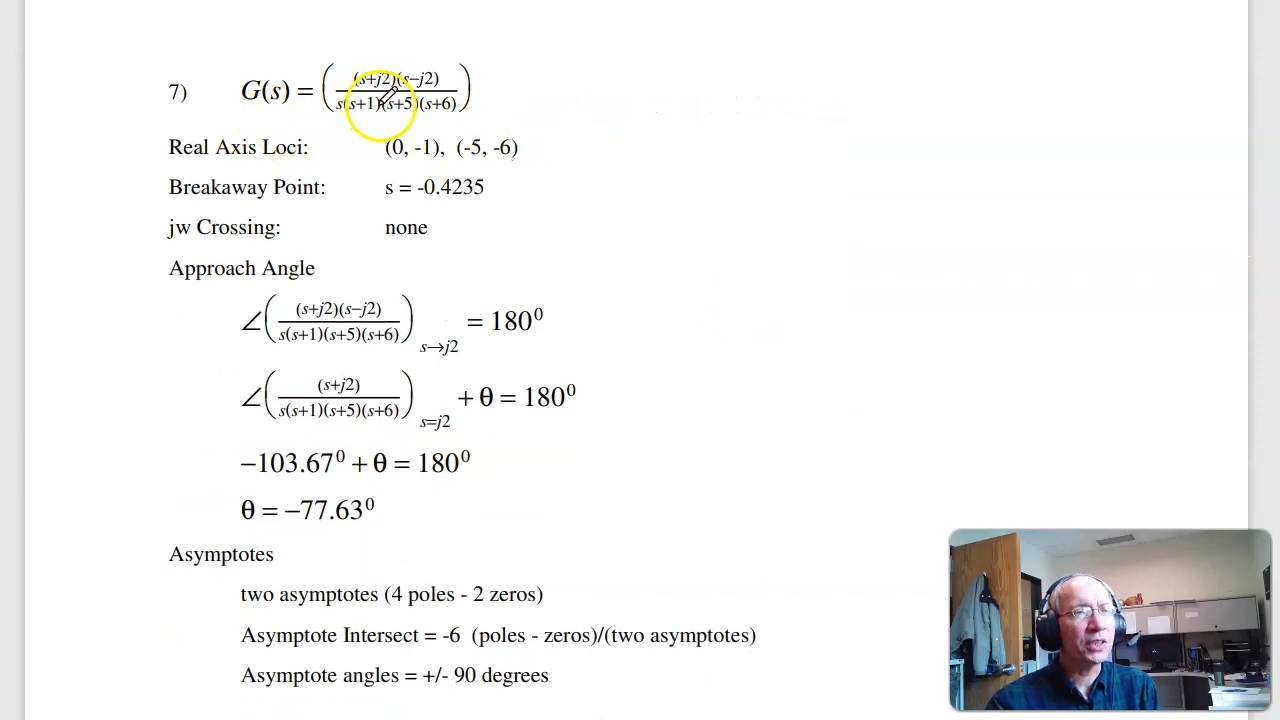 7) G(s) = ((s+j2)(s−j2) / s(s+1)(s+5)(s+6))
Real Axis Loci: (0, -1), (-5, -6)
Breakaway Point: s = -0.4235
jw Crossing: none
Approach Angle
∠((s+j2)(s−j2) / s(s+1)(s+5)(s+6))s→j2 = 180⁰
∠((s+j2) / s(s+1)(s+5)(s+6))s=j2 + θ = 180⁰
−103.67⁰ + θ = 180⁰
θ = −77.63⁰
Asymptotes
two asymptotes (4 poles - 2 zeros)
Asymptote Intersect = -6 (poles - zeros)/(two asymptotes)
Asymptote angles = +/- 90 degrees